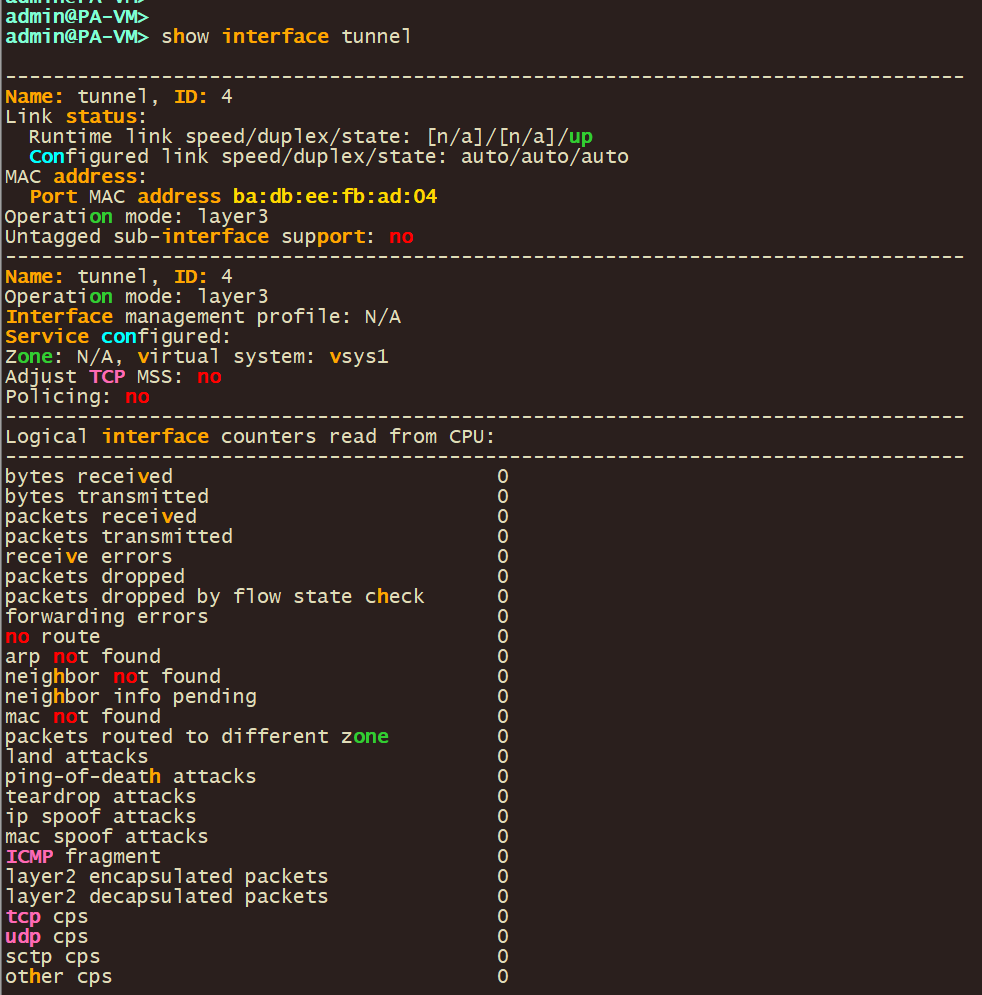 admin@PA-VM>
admin@PA-VM>
admin@PA-VM> show interface tunnel
--------------------------------------------------------------------------------
Name: tunnel, ID: 4
Link status:
  Runtime link speed/duplex/state: [n/a]/[n/a]/up
  Configured link speed/duplex/state: auto/auto/auto
MAC address:
  Port MAC address ba:db:ee:fb:ad:04
Operation mode: layer3
Untagged sub-interface support: no
--------------------------------------------------------------------------------
Name: tunnel, ID: 4
Operation mode: layer3
Interface management profile: N/A
Service configured:
Zone: N/A, virtual system: vsys1
Adjust TCP MSS: no
Policing: no
--------------------------------------------------------------------------------
Logical interface counters read from CPU:
--------------------------------------------------------------------------------
bytes received                           0
bytes transmitted                        0
packets received                         0
packets transmitted                      0
receive errors                           0
packets dropped                          0
packets dropped by flow state check      0
forwarding errors                        0
no route                                 0
arp not found                            0
neighbor not found                       0
neighbor info pending                    0
mac not found                            0
packets routed to different zone         0
land attacks                             0
ping-of-death attacks                    0
teardrop attacks                         0
ip spoof attacks                         0
mac spoof attacks                        0
ICMP fragment                            0
layer2 encapsulated packets              0
layer2 decapsulated packets              0
tcp cps                                  0
udp cps                                  0
sctp cps                                 0
other cps                                0